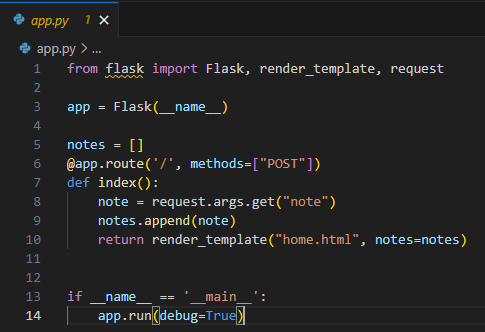 app.py 1 ×
app.py > ...
1 from flask import Flask, render_template, request
2
3 app = Flask(__name__)
4
5 notes = []
6 @app.route('/', methods=["POST"])
7 def index():
8     note = request.args.get("note")
9     notes.append(note)
10     return render_template("home.html", notes=notes)
11
12
13 if __name__ == '__main__':
14     app.run(debug=True)